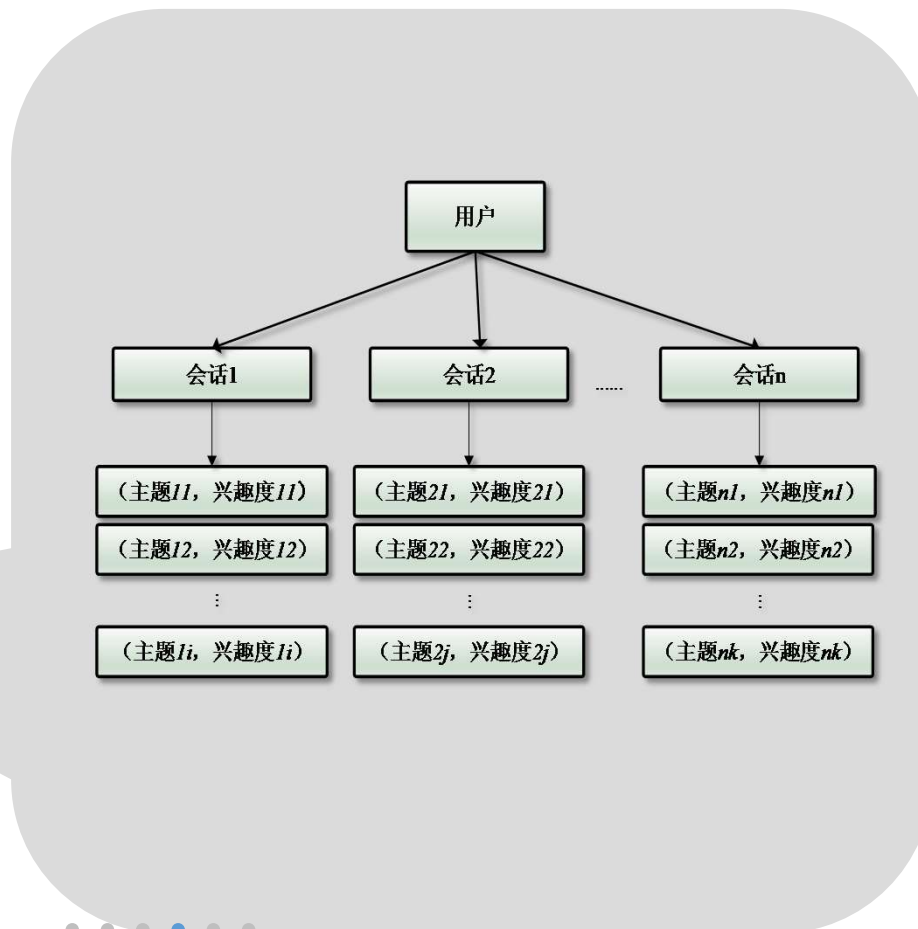 用户
会话1
会话2
……
会话n
（主题11，兴趣度11）
（主题21，兴趣度21）
（主题n1，兴趣度n1）
（主题12，兴趣度12）
（主题22，兴趣度22）
（主题n2，兴趣度n2）
⋮
⋮
⋮
（主题1i，兴趣度1i）
（主题2j，兴趣度2j）
（主题nk，兴趣度nk）